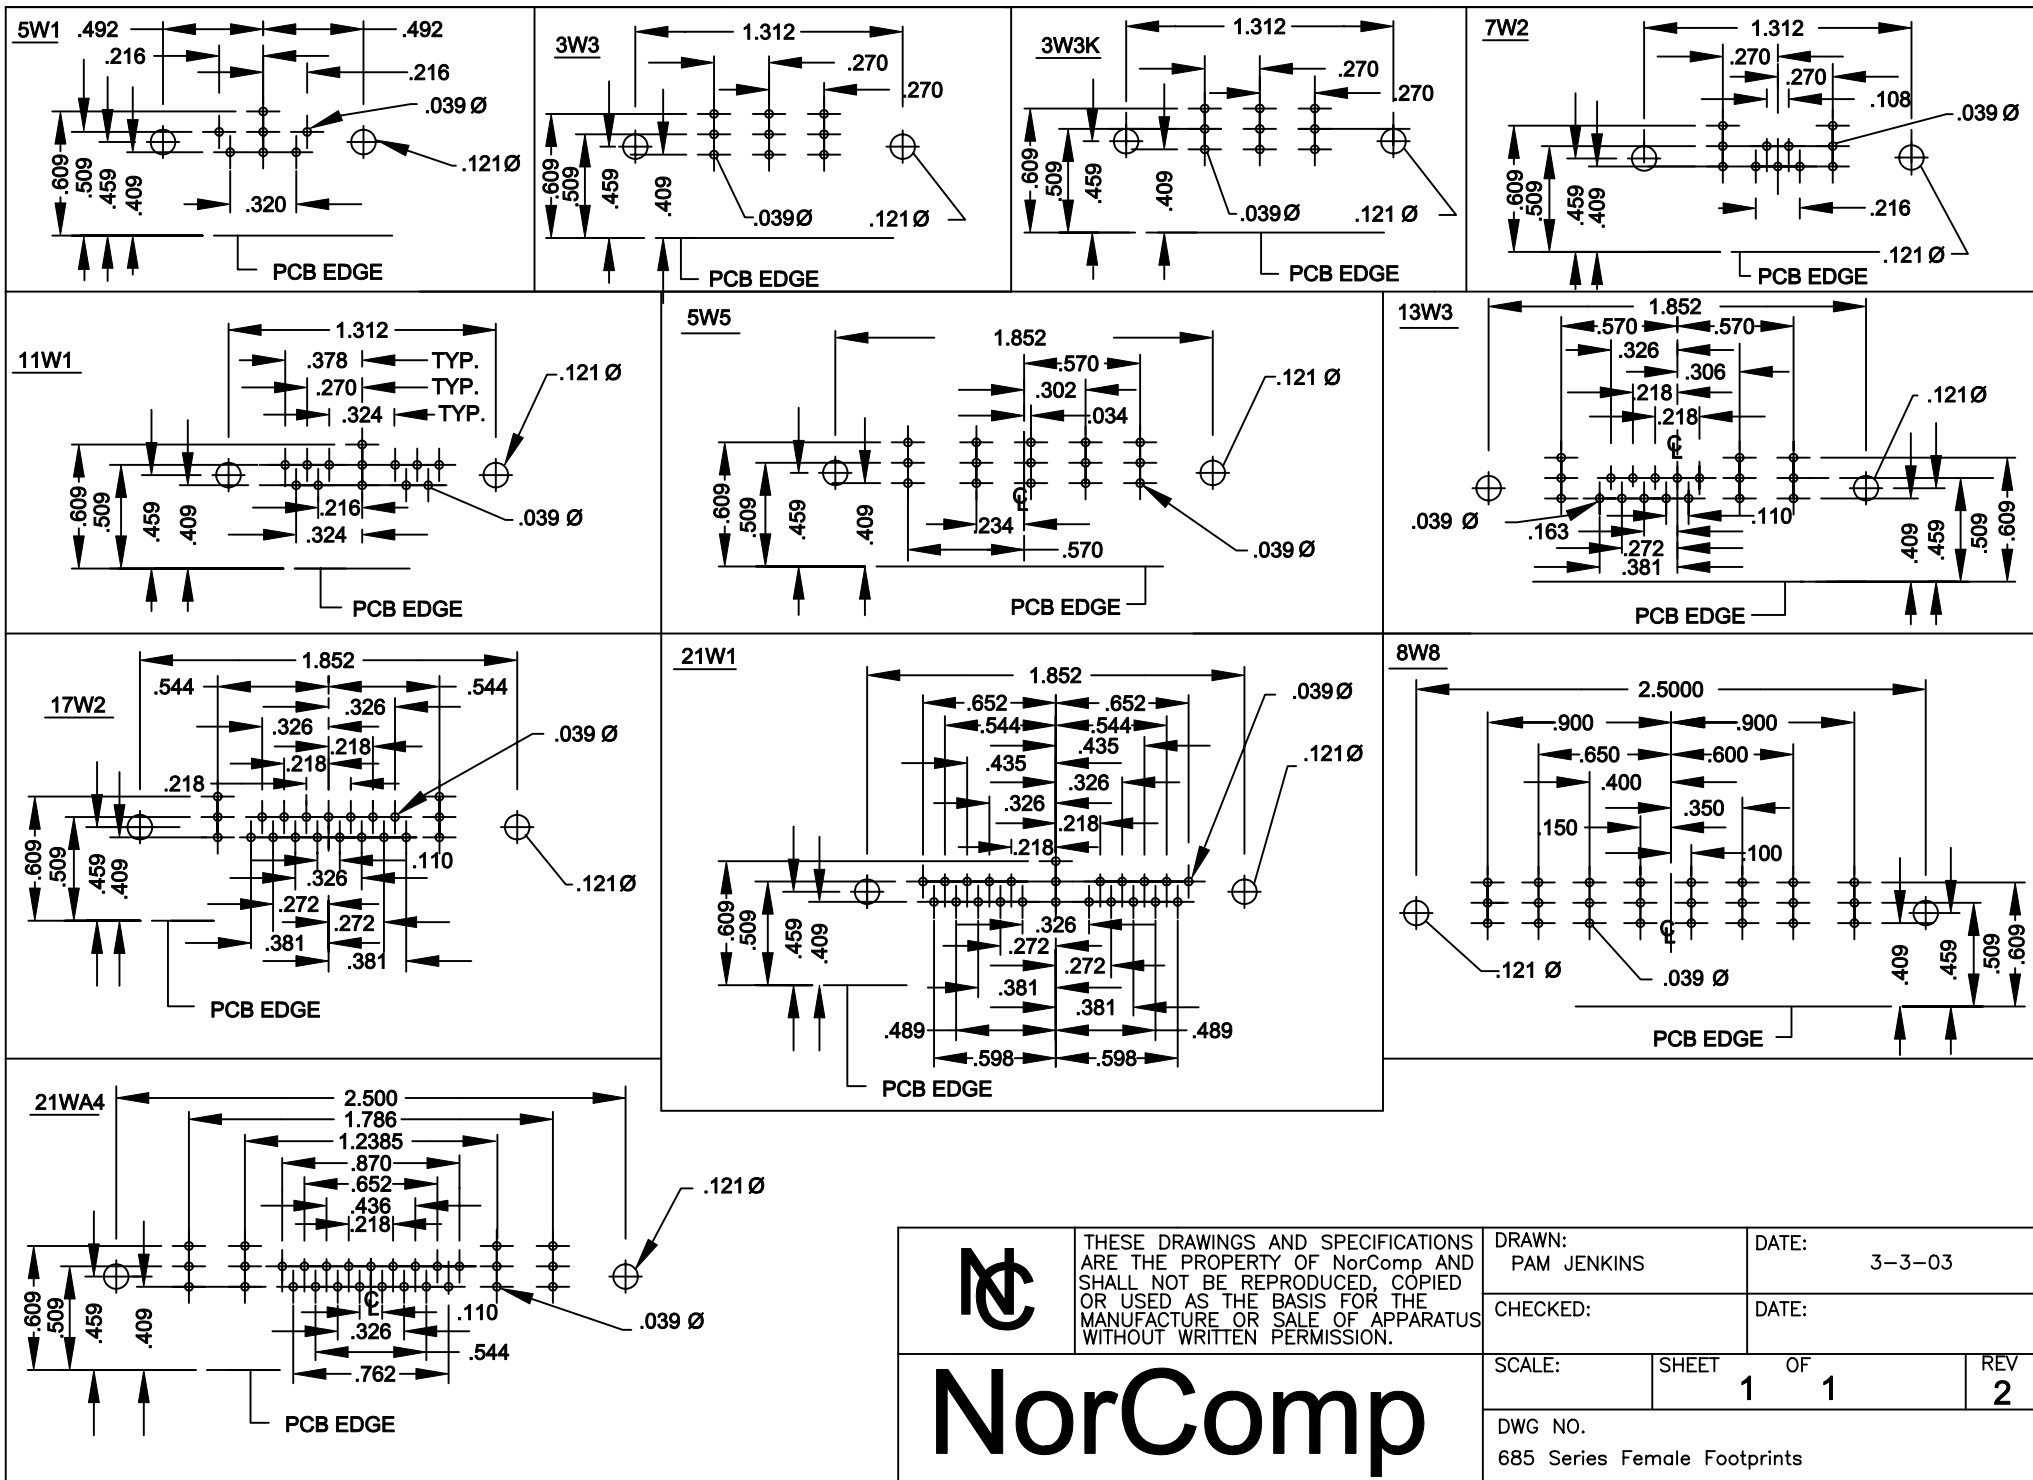 5W1
.492
.492
.216
.216
.039 Ø
.121Ø
.609
.509
.459
.409
.320
PCB EDGE
3W3
1.312
.270
.270
.609
.509
.459
.409
.039Ø
.121Ø
PCB EDGE
3W3K
1.312
.270
.270
.609
.509
.459
.409
.039Ø
.121 Ø
PCB EDGE
7W2
1.312
.270
.270
.108
.039 Ø
.609
.509
.459
.409
.216
.121 Ø
PCB EDGE
11W1
1.312
.378 TYP.
.270 TYP.
.324 TYP.
.121 Ø
.609
.509
.459
.409
.216
.324
.039 Ø
PCB EDGE
5W5
1.852
.570
.302
.034
.121 Ø
.609
.509
.459
.409
CL
.234
.570
.039 Ø
PCB EDGE
13W3
1.852
.570
.570
.326
.306
.218
.218
.121Ø
CL
.039 Ø
.163
.110
.272
.381
.409
.459
.509
.609
PCB EDGE
17W2
1.852
.544
.544
.326
.326
.218
.218
.218
.039 Ø
.609
.509
.459
.409
.110
.326
.272
.272
.381
.381
.121Ø
PCB EDGE
21W1
1.852
.652
.652
.544
.544
.435
.435
.326
.326
.218
.218
.039Ø
.121Ø
.609
.509
.459
.409
.326
.272
.272
.381
.381
.489
.489
.598
.598
PCB EDGE
8W8
2.5000
.900
.900
.650
.600
.400
.350
.150
.100
CL
.121 Ø
.039 Ø
.409
.459
.509
.609
PCB EDGE
21WA4
2.500
1.786
1.2385
.870
.652
.436
.218
.121Ø
.609
.509
.459
.409
CL
.110
.326
.544
.762
.039 Ø
PCB EDGE
NC
THESE DRAWINGS AND SPECIFICATIONS
ARE THE PROPERTY OF NorComp AND
SHALL NOT BE REPRODUCED, COPIED
OR USED AS THE BASIS FOR THE
MANUFACTURE OR SALE OF APPARATUS
WITHOUT WRITTEN PERMISSION.
NorComp
DRAWN:
PAM JENKINS
DATE:
3-3-03
CHECKED:
DATE:
SCALE:
SHEET 1 OF 1
REV
2
DWG NO.
685 Series Female Footprints